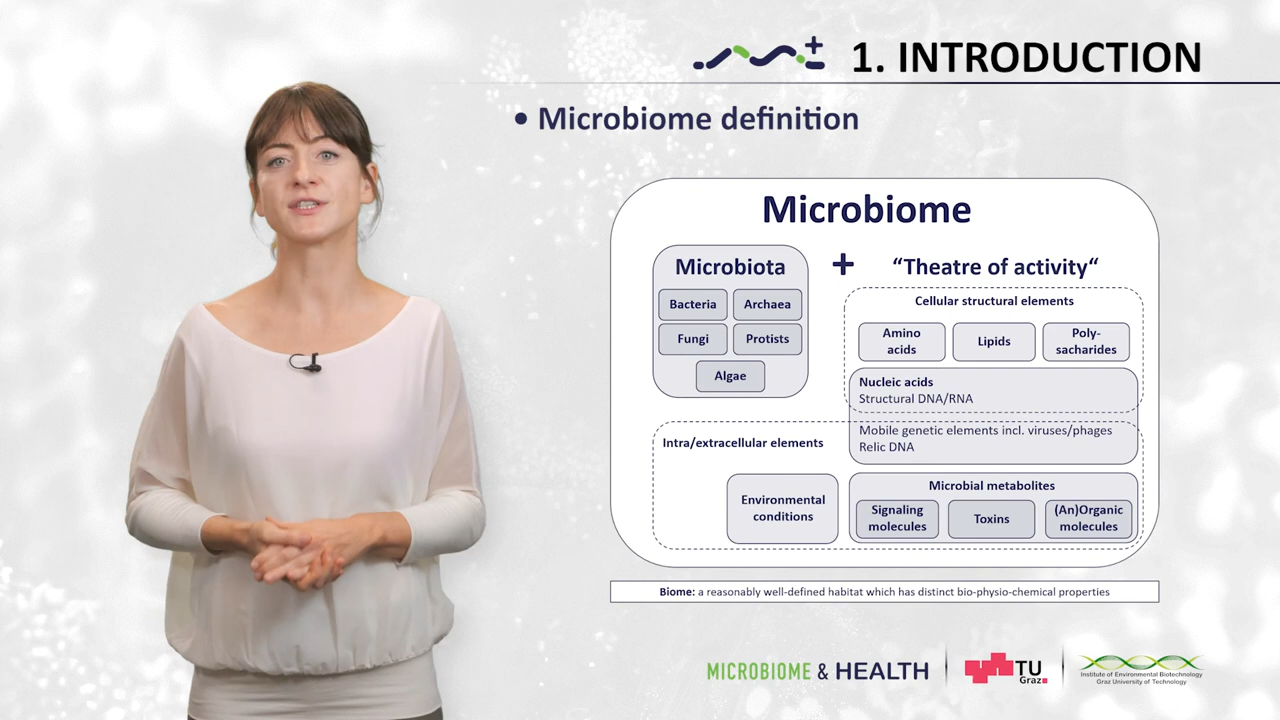 1. INTRODUCTION
• Microbiome definition
Microbiome
Microbiota
+
“Theatre of activity“
Bacteria
Archaea
Fungi
Protists
Algae
Cellular structural elements
Amino
acids
Lipids
Poly-
sacharides
Nucleic acids
Structural DNA/RNA
Mobile genetic elements incl. viruses/phages
Relic DNA
Intra/extracellular elements
Environmental
conditions
Microbial metabolites
Signaling
molecules
Toxins
(An)Organic
molecules
Biome: a reasonably well-defined habitat which has distinct bio-physio-chemical properties
MICROBIOME & HEALTH
TU
Graz
Institute of Environmental Biotechnology
Graz University of Technology